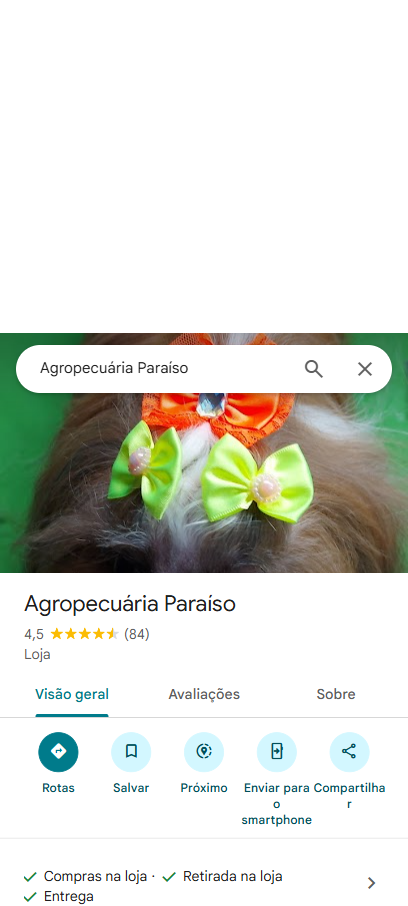 Agropecuária Paraíso
Agropecuária Paraíso
4,5 (84)
Loja
Visão geral Avaliações Sobre
Rotas Salvar Próximo Enviar para o smartphone Compartilhar
Compras na loja · Retirada na loja
Entrega